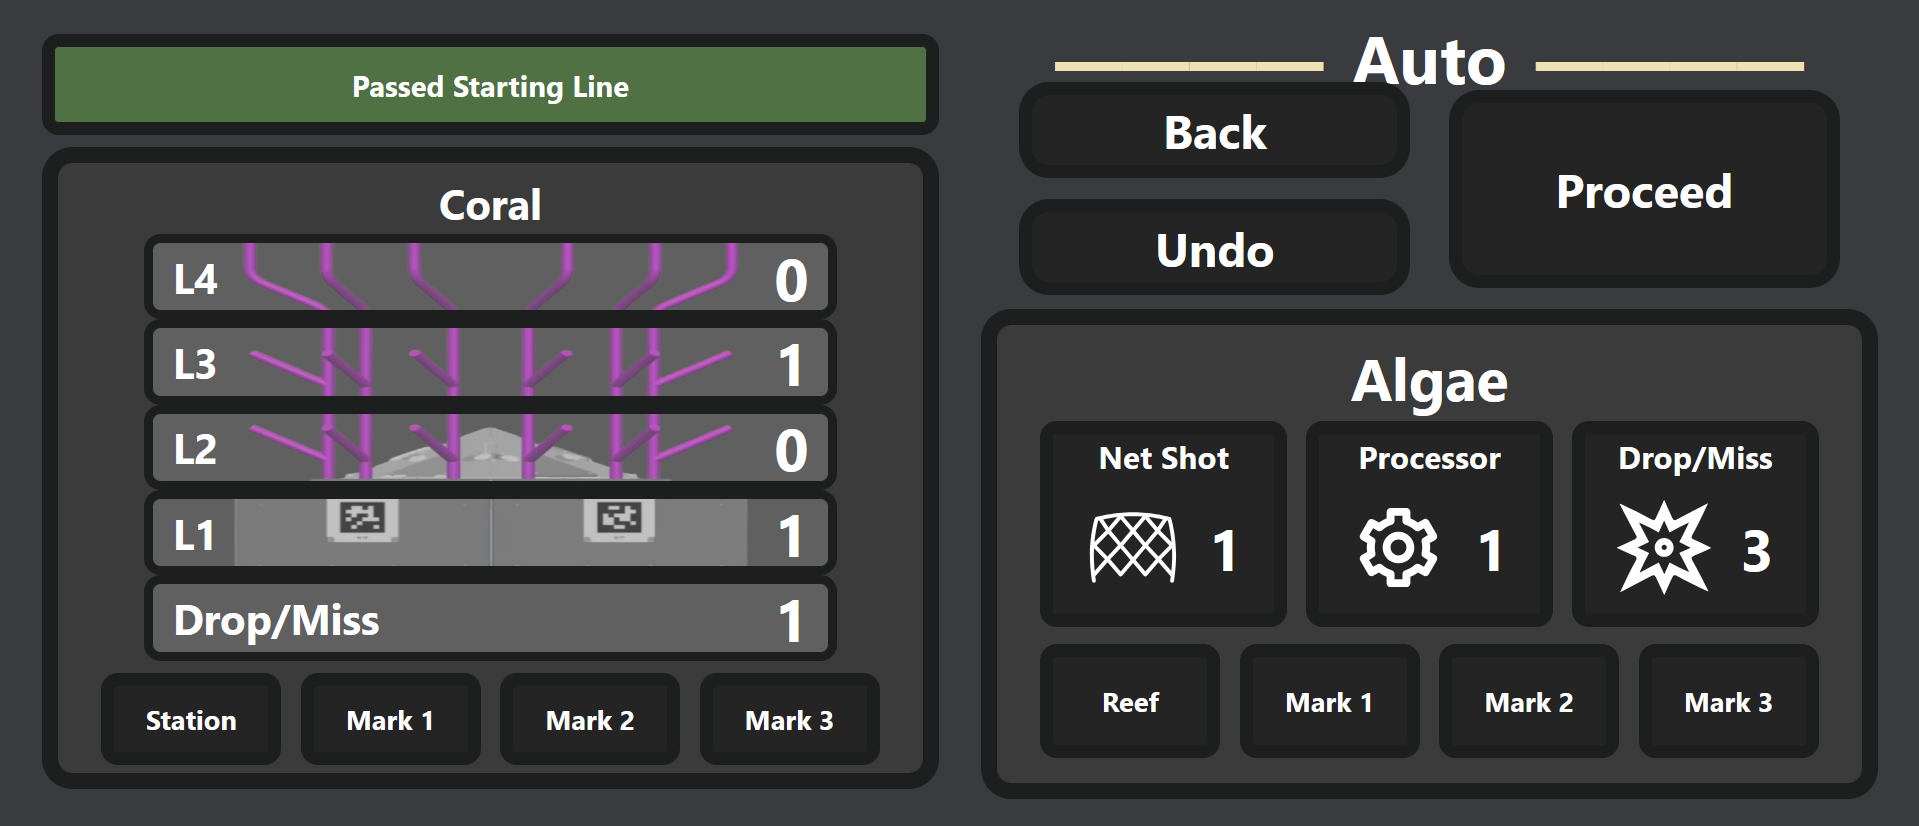 Passed Starting Line
Coral
L4 0
L3 1
L2 0
L1 1
Drop/Miss 1
Station Mark 1 Mark 2 Mark 3
Auto
Back
Undo
Proceed
Algae
Net Shot Processor Drop/Miss
1 1 3
Reef Mark 1 Mark 2 Mark 3